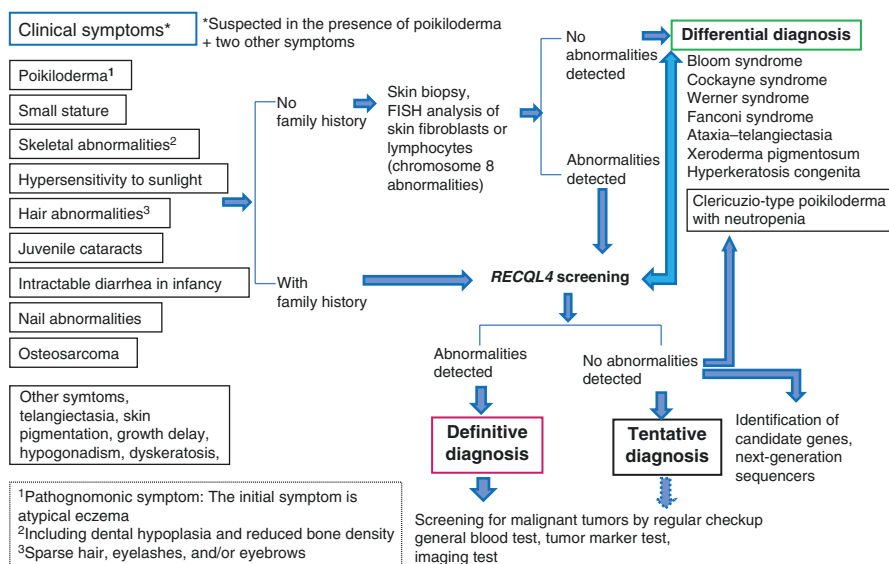 Clinical symptoms*
*Suspected in the presence of poikiloderma
+ two other symptoms
Poikiloderma¹
Small stature
Skeletal abnormalities²
Hypersensitivity to sunlight
Hair abnormalities³
Juvenile cataracts
Intractable diarrhea in infancy
Nail abnormalities
Osteosarcoma
Other symtoms,
telangiectasia, skin
pigmentation, growth delay,
hypogonadism, dyskeratosis,
¹Pathognomonic symptom: The initial symptom is
atypical eczema
²Including dental hypoplasia and reduced bone density
³Sparse hair, eyelashes, and/or eyebrows
No
family history
With
family history
Skin biopsy,
FISH analysis of
skin fibroblasts or
lymphocytes
(chromosome 8
abnormalities)
No
abnormalities
detected
Abnormalities
detected
Differential diagnosis
Bloom syndrome
Cockayne syndrome
Werner syndrome
Fanconi syndrome
Ataxia–telangiectasia
Xeroderma pigmentosum
Hyperkeratosis congenita
Clericuzio-type poikiloderma
with neutropenia
RECQL4 screening
Abnormalities
detected
No abnormalities
detected
Definitive
diagnosis
Tentative
diagnosis
Identification of
candidate genes,
next-generation
sequencers
Screening for malignant tumors by regular checkup
general blood test, tumor marker test,
imaging test